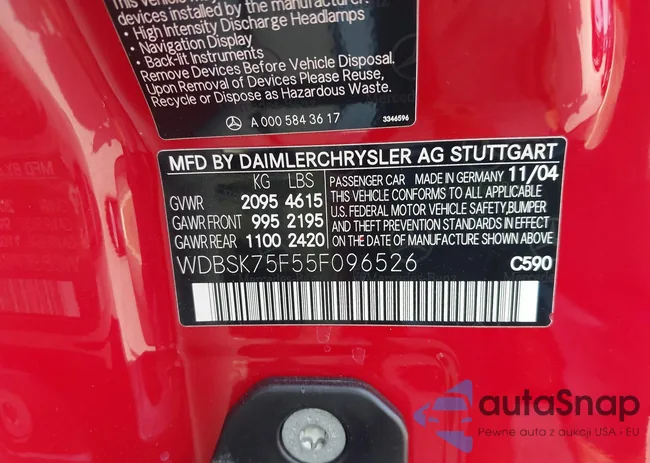 This vehicle may
devices installed by the manufacturer:
• High Intensity Discharge Headlamps
• Navigation Display
• Back-lit Instruments
Remove Devices Before Vehicle Disposal.
Upon Removal of Devices Please Reuse,
Recycle or Dispose as Hazardous Waste.
A 000 584 36 17
3346596
MFD BY DAIMLERCHRYSLER AG STUTTGART
KG LBS
GVWR 2095 4615
GAWR FRONT 995 2195
GAWR REAR 1100 2420
PASSENGER CAR MADE IN GERMANY 11/04
THIS VEHICLE CONFORMS TO ALL APPLICABLE
U.S. FEDERAL MOTOR VEHICLE SAFETY,BUMPER
AND THEFT PREVENTION STANDARDS IN EFFECT
ON THE DATE OF MANUFACTURE SHOWN ABOVE
WDBSK75F55F096526 C590
autoSnap
Pewne auta z aukcji USA - EU